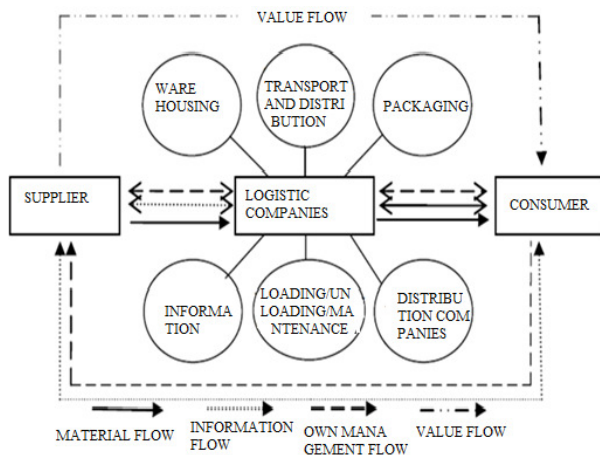 VALUE FLOW
WARE
HOUSING
TRANSPORT
AND DISTRI
BUTION
PACKAGING
SUPPLIER
LOGISTIC
COMPANIES
CONSUMER
INFORMA
TION
LOADING/UN
LOADING/MA
NTENANCE
DISTRIBU
TION COM
PANIES
MATERIAL FLOW
INFORMATION
FLOW
OWN MANA
GEMENT FLOW
VALUE FLOW